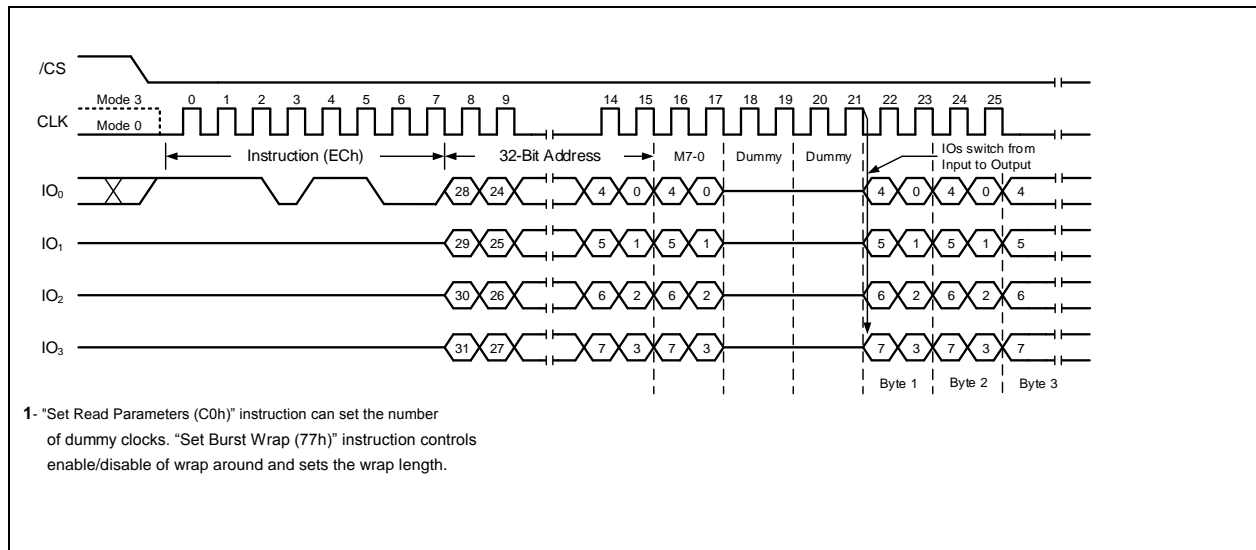 /CS
Mode 3 0 1 2 3 4 5 6 7 8 9 14 15 16 17 18 19 20 21 22 23 24 25
CLK Mode 0
Instruction (ECh) 32-Bit Address M7-0 Dummy Dummy IOs switch from
Input to Output
IO₀ 28 24 4 0 4 0 4 0 4 0 4
IO₁ 29 25 5 1 5 1 5 1 5 1 5
IO₂ 30 26 6 2 6 2 6 2 6 2 6
IO₃ 31 27 7 3 7 3 7 3 7 3 7
Byte 1 Byte 2 Byte 3
1- "Set Read Parameters (C0h)” instruction can set the number
of dummy clocks. “Set Burst Wrap (77h)” instruction controls
enable/disable of wrap around and sets the wrap length.